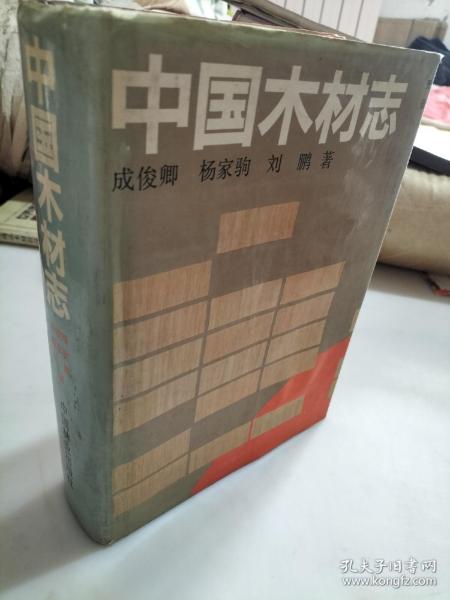 中国木材志
成俊卿 杨家驹 刘鹏 著
中国木材志
孔夫子旧书网
www.kongfz.com